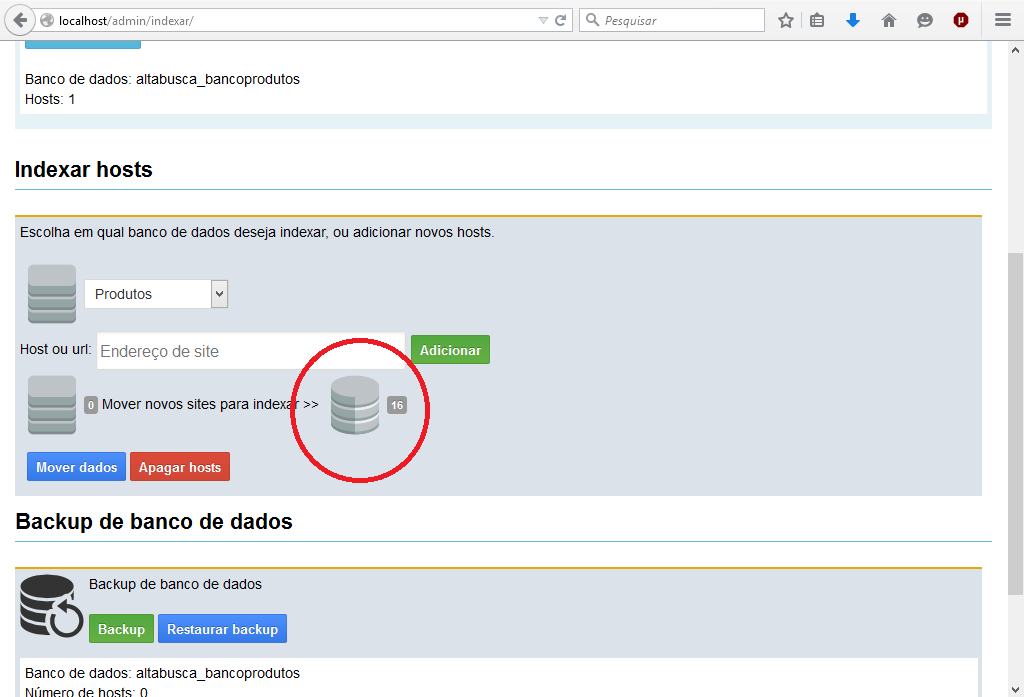 localhost/admin/indexar/
Pesquisar
Banco de dados: altabusca_bancoprodutos
Hosts: 1
Indexar hosts
Escolha em qual banco de dados deseja indexar, ou adicionar novos hosts.
Produtos
Host ou url: Endereço de site Adicionar
0 Mover novos sites para indexar >> 16
Mover dados Apagar hosts
Backup de banco de dados
Backup de banco de dados
Backup Restaurar backup
Banco de dados: altabusca_bancoprodutos
Número de hosts: 0